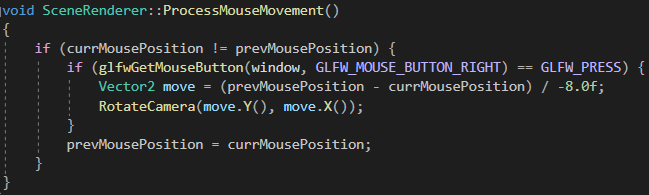 void SceneRenderer::ProcessMouseMovement()
{
    if (currMousePosition != prevMousePosition) {
        if (glfwGetMouseButton(window, GLFW_MOUSE_BUTTON_RIGHT) == GLFW_PRESS) {
            Vector2 move = (prevMousePosition - currMousePosition) / -8.0f;
            RotateCamera(move.Y(), move.X());
        }
        prevMousePosition = currMousePosition;
    }
}